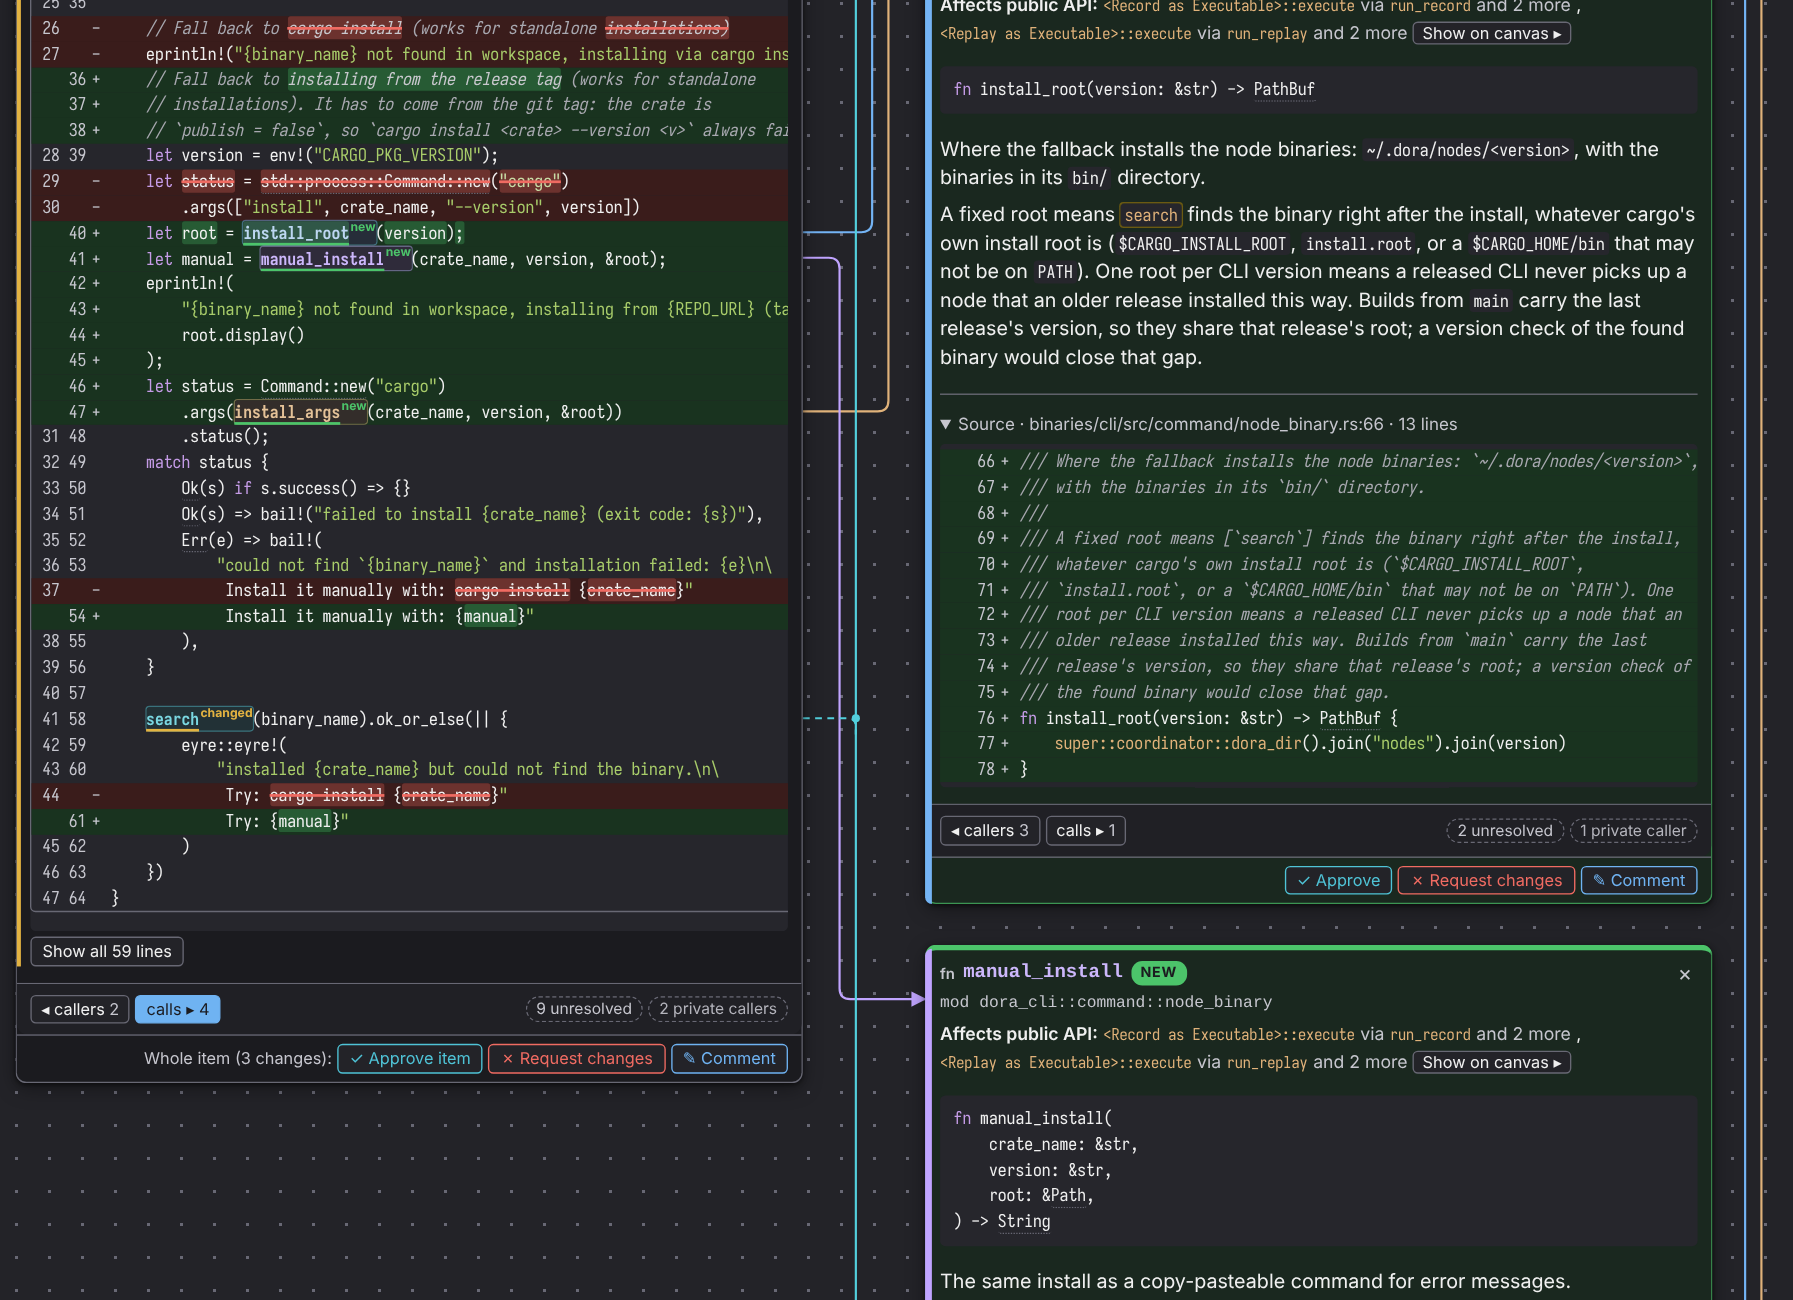 25 35
26 - // Fall back to cargo install (works for standalone installations)
27 - eprintln!("{binary_name} not found in workspace, installing via cargo ins
36 + // Fall back to installing from the release tag (works for standalone
37 + // installations). It has to come from the git tag: the crate is
38 + // `publish = false`, so `cargo install <crate> --version <v>` always fai
28 39 let version = env!("CARGO_PKG_VERSION");
29 - let status = std::process::Command::new("cargo")
30 - .args(["install", crate_name, "--version", version])
40 + let root = install_root new (version);
41 + let manual = manual_install new (crate_name, version, &root);
42 + eprintln!(
43 + "{binary_name} not found in workspace, installing from {REPO_URL} (ta
44 + root.display()
45 + );
46 + let status = Command::new("cargo")
47 + .args(install_args new (crate_name, version, &root))
31 48 .status();
32 49 match status {
33 50 Ok(s) if s.success() => {}
34 51 Ok(s) => bail!("failed to install {crate_name} (exit code: {s})"),
35 52 Err(e) => bail!(
36 53 "could not find `{binary_name}` and installation failed: {e}\n\
37 - Install it manually with: cargo install {crate_name}"
54 + Install it manually with: {manual}"
38 55 ),
39 56 }
40 57
41 58 search changed (binary_name).ok_or_else(|| {
42 59 eyre::eyre!(
43 60 "installed {crate_name} but could not find the binary.\n\
44 - Try: cargo install {crate_name}"
61 + Try: {manual}"
45 62 )
46 63 })
47 64 }
Show all 59 lines
◂ callers 2 calls ▸ 4 9 unresolved 2 private callers
Whole item (3 changes): ✓ Approve item × Request changes ✎ Comment
Affects public API: <Record as Executable>::execute via run_record and 2 more ,
<Replay as Executable>::execute via run_replay and 2 more Show on canvas ▸
fn install_root(version: &str) -> PathBuf
Where the fallback installs the node binaries: ~/.dora/nodes/<version>, with the
binaries in its bin/ directory.
A fixed root means search finds the binary right after the install, whatever cargo's
own install root is ( $CARGO_INSTALL_ROOT, install.root, or a $CARGO_HOME/bin that may
not be on PATH ). One root per CLI version means a released CLI never picks up a
node that an older release installed this way. Builds from main carry the last
release's version, so they share that release's root; a version check of the found
binary would close that gap.
▼ Source · binaries/cli/src/command/node_binary.rs:66 · 13 lines
66 + /// Where the fallback installs the node binaries: `~/.dora/nodes/<version>`,
67 + /// with the binaries in its `bin/` directory.
68 + ///
69 + /// A fixed root means [`search`] finds the binary right after the install,
70 + /// whatever cargo's own install root is (`$CARGO_INSTALL_ROOT`,
71 + /// `install.root`, or a `$CARGO_HOME/bin` that may not be on `PATH`). One
72 + /// root per CLI version means a released CLI never picks up a node that an
73 + /// older release installed this way. Builds from `main` carry the last
74 + /// release's version, so they share that release's root; a version check of
75 + /// the found binary would close that gap.
76 + fn install_root(version: &str) -> PathBuf {
77 + super::coordinator::dora_dir().join("nodes").join(version)
78 + }
◂ callers 3 calls ▸ 1 2 unresolved 1 private caller
✓ Approve × Request changes ✎ Comment
fn manual_install NEW ×
mod dora_cli::command::node_binary
Affects public API: <Record as Executable>::execute via run_record and 2 more ,
<Replay as Executable>::execute via run_replay and 2 more Show on canvas ▸
fn manual_install(
crate_name: &str,
version: &str,
root: &Path,
) -> String
The same install as a copy-pasteable command for error messages.